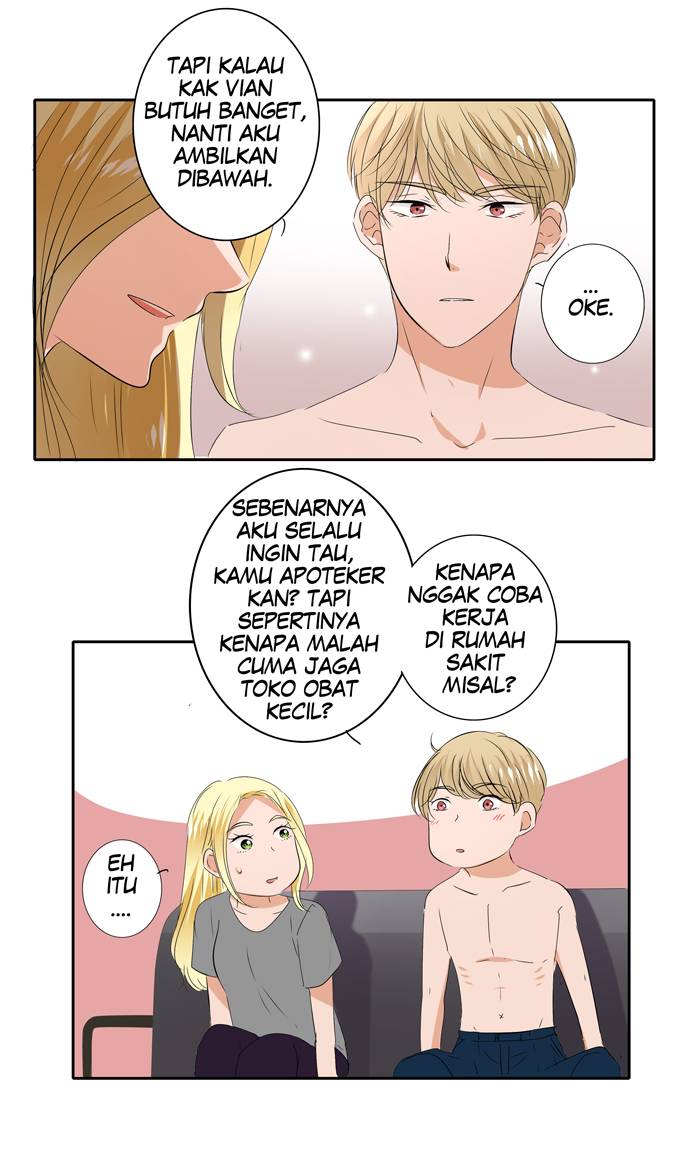 TAPI KALAU
KAK VIAN
BUTUH BANGET,
NANTI AKU
AMBILKAN
DIBAWAH.
...
OKE.
SEBENARNYA
AKU SELALU
INGIN TAU,
KAMU APOTEKER
KAN? TAPI
SEPERTINYA
KENAPA MALAH
CUMA JAGA
TOKO OBAT
KECIL?
KENAPA
NGGAK COBA
KERJA
DI RUMAH
SAKIT
MISAL?
EH
ITU
....